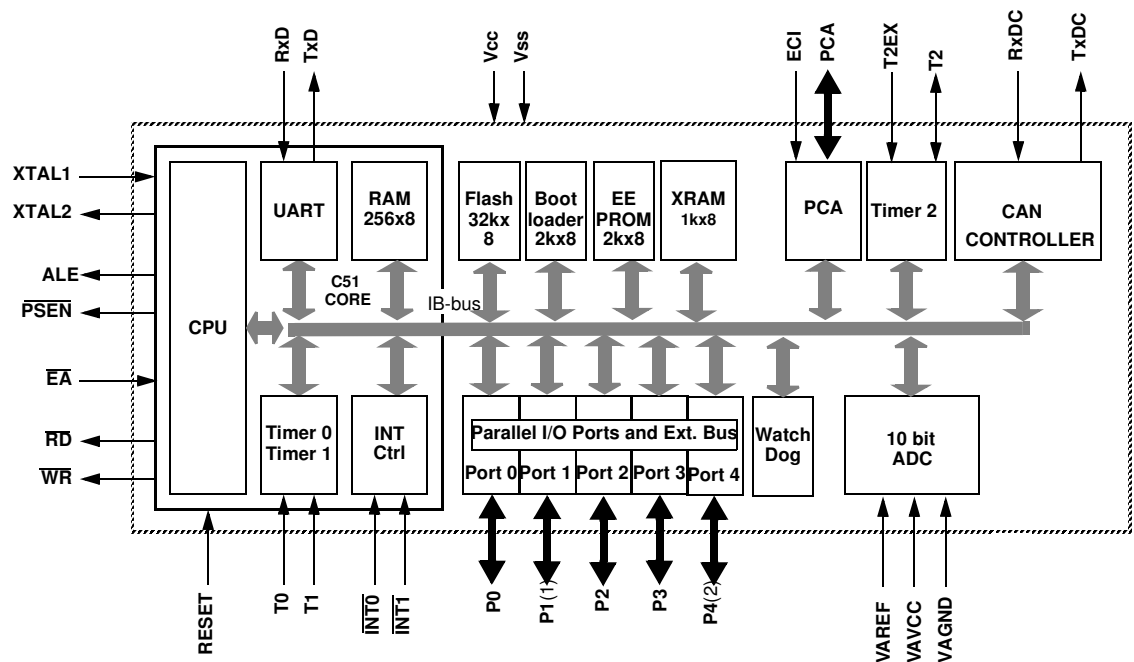 RxD
TxD
Vcc
Vss
ECI
PCA
T2EX
T2
RxDC
TxDC
XTAL1
XTAL2
ALE
PSEN
EA
RD
WR
CPU
UART
RAM
256x8
C51
CORE
IB-bus
Flash
32kx
8
Boot
loader
2kx8
EE
PROM
2kx8
XRAM
1kx8
PCA
Timer 2
CAN
CONTROLLER
Timer 0
Timer 1
INT
Ctrl
Parallel I/O Ports and Ext. Bus
Port 0
Port 1
Port 2
Port 3
Port 4
Watch
Dog
10 bit
ADC
RESET
T0
T1
INT0
INT1
P0
P1(1)
P2
P3
P4(2)
VAREF
VAVCC
VAGND